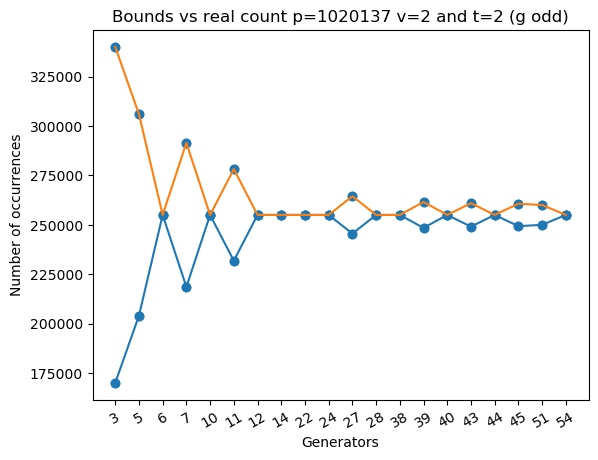 Bounds vs real count p=1020137 v=2 and t=2 (g odd)
Number of occurrences
325000
300000
275000
250000
225000
200000
175000
3 5 6 7 10 11 12 14 22 24 27 28 38 39 40 43 44 45 51 54
Generators